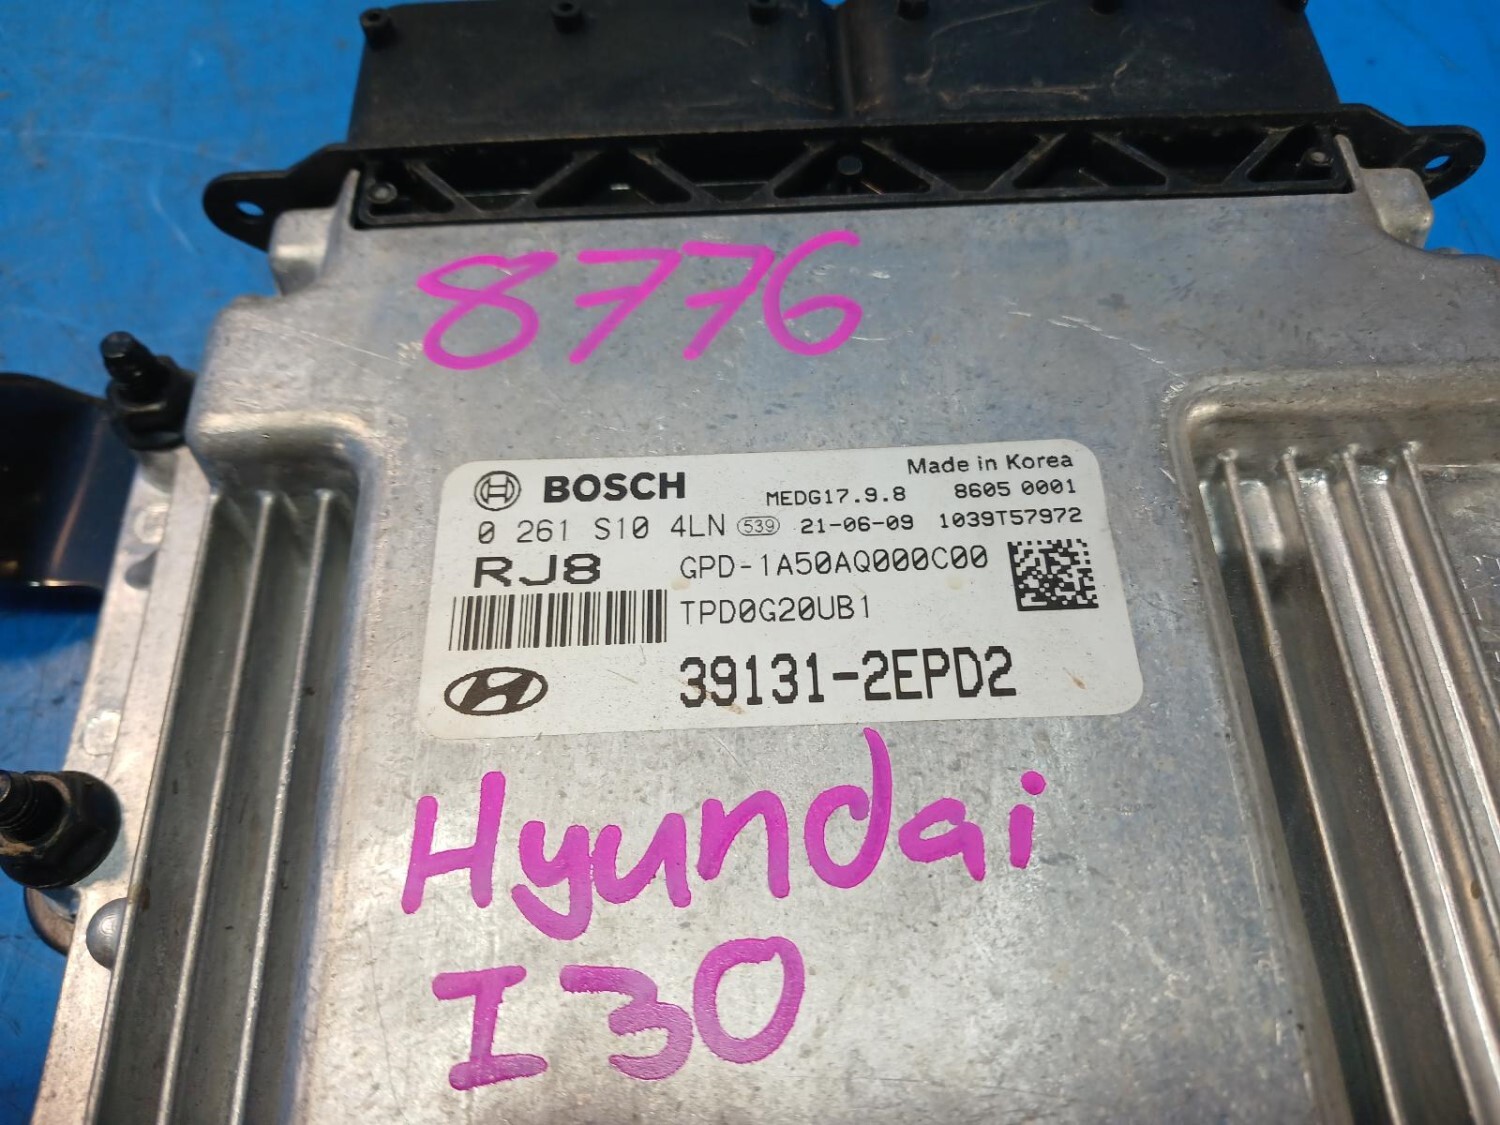 8776
BOSCH
Made in Korea
MEDG17.9.8 8605 0001
0 261 S10 4LN 539 21-06-09 1039T57972
RJ8 GPD-1A50AQ000C00
TPD0G20UB1
39131-2EPD2
Hyundai
I30